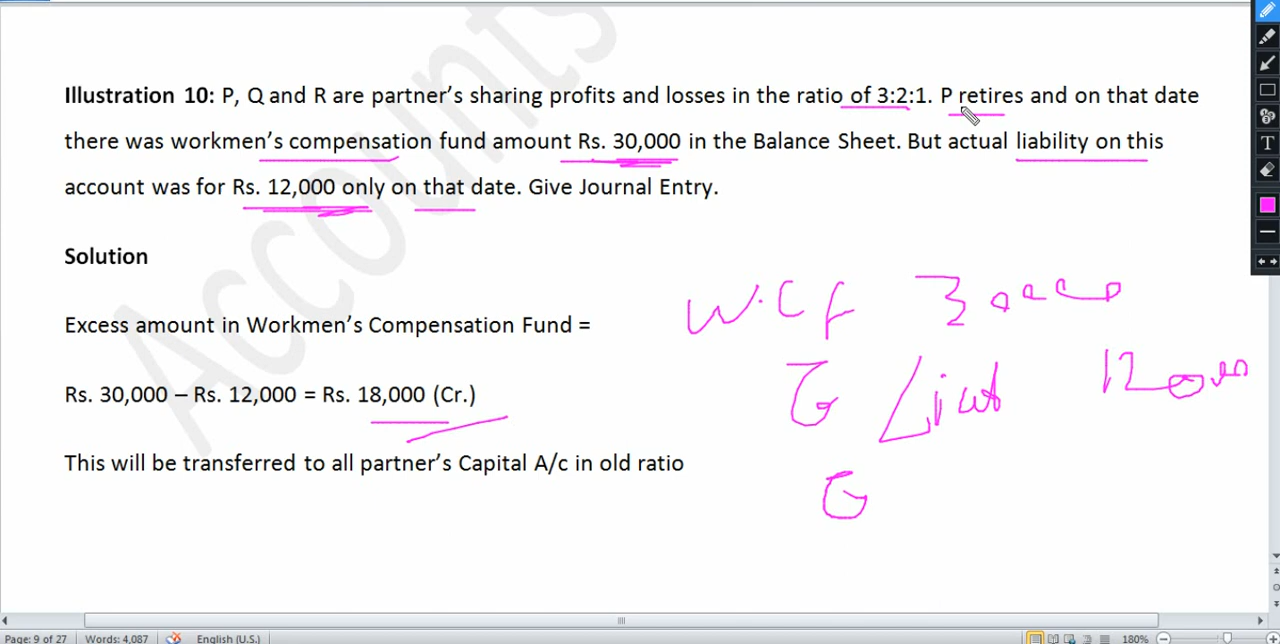 Illustration 10: P, Q and R are partner's sharing profits and losses in the ratio of 3:2:1. P retires and on that date
there was workmen's compensation fund amount Rs. 30,000 in the Balance Sheet. But actual liability on this
account was for Rs. 12,000 only on that date. Give Journal Entry.
Solution
W.C f
Excess amount in Workmen's Compensation Fund =
Rs. 30,000 – Rs. 12,000 = Rs. 18,000 (Cr.)
This will be transferred to all partner's Capital A/c in old ratio
Accounts
T
Page: 9 of 27 Words: 4,087 English (U.S.) 180%